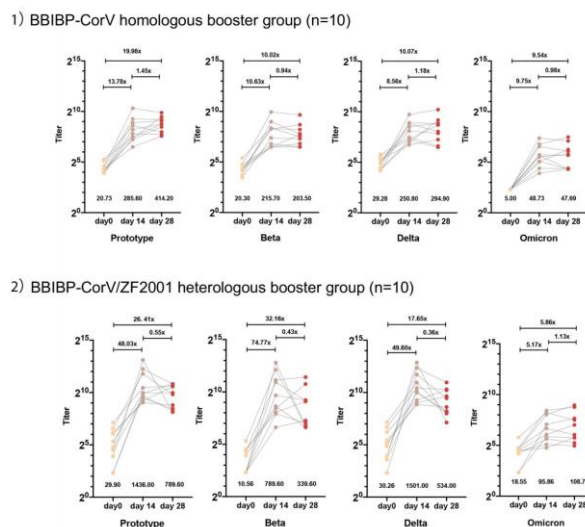 1) BBIBP-CorV homologous booster group (n=10)
19.98x
1.45x
13.78x
Titer
2^15
2^10
2^5
2^0
20.73 285.60 414.20
day0 day 14 day 28
Prototype
10.02x
0.94x
10.63x
Titer
2^15
2^10
2^5
2^0
20.30 215.70 203.50
day0 day 14 day 28
Beta
10.07x
1.18x
8.56x
Titer
2^15
2^10
2^5
2^0
29.28 250.80 294.90
day0 day 14 day 28
Delta
9.54x
0.98x
9.75x
Titer
2^15
2^10
2^5
2^0
5.00 48.73 47.69
day0 day 14 day 28
Omicron
2) BBIBP-CorV/ZF2001 heterologous booster group (n=10)
26. 41x
0.55x
48.03x
Titer
2^15
2^10
2^5
2^0
29.90 1436.00 789.60
day0 day 14 day 28
Prototype
32.16x
0.43x
74.77x
Titer
2^15
2^10
2^5
2^0
10.56 789.60 339.60
day0 day 14 day 28
Beta
17.65x
0.36x
49.60x
Titer
2^15
2^10
2^5
2^0
30.26 1501.00 534.00
day0 day 14 day 28
Delta
5.86x
1.13x
5.17x
Titer
2^15
2^10
2^5
2^0
18.55 95.86 108.7
day0 day 14 day 28
Omicron